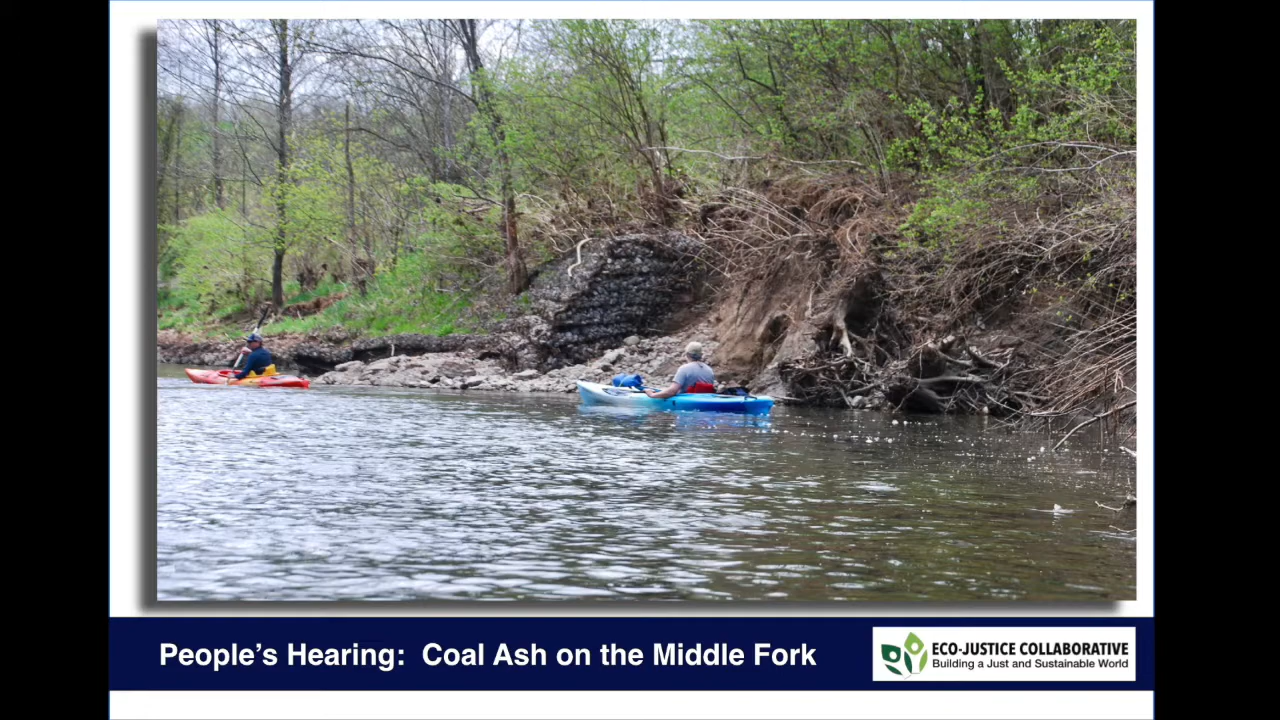 People's Hearing:  Coal Ash on the Middle Fork
ECO-JUSTICE COLLABORATIVE
Building a Just and Sustainable World